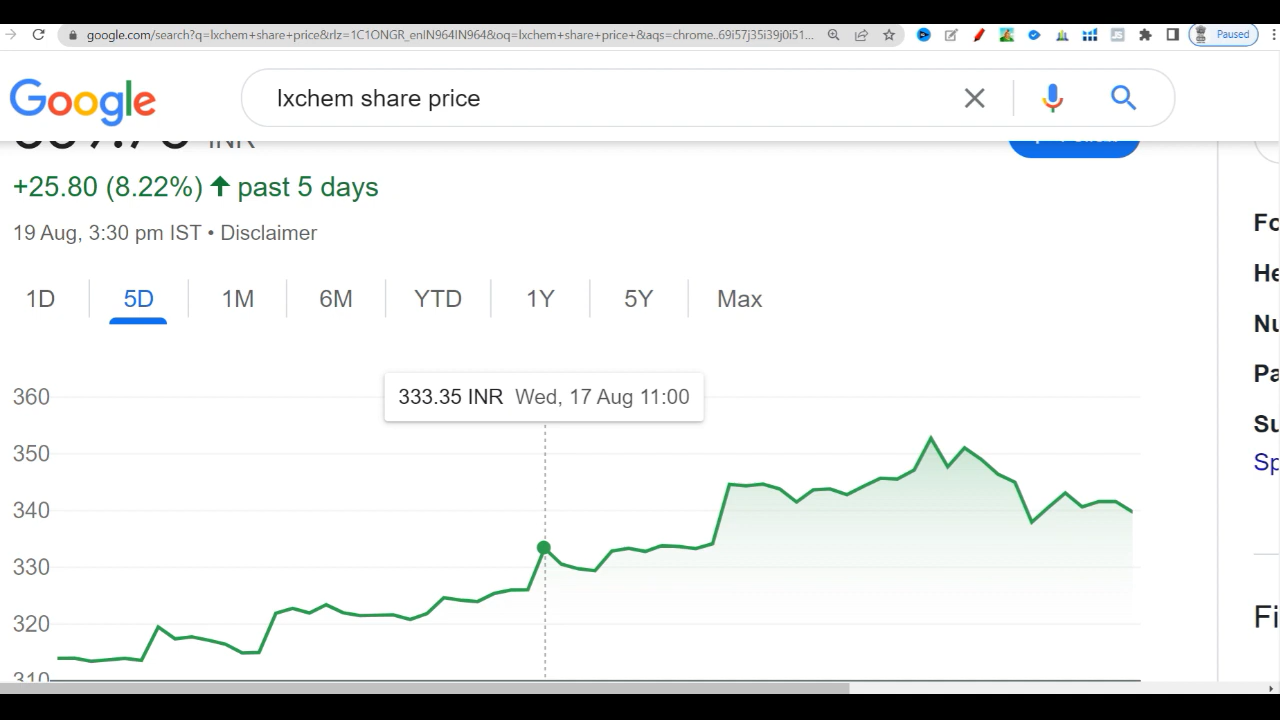 google.com/search?q=lxchem+share+price&rlz=1C1ONGR_enIN964IN964&oq=lxchem+share+price+&aqs=chrome..69i57j35i39j0i51...
Paused
Google
lxchem share price
INR
+25.80 (8.22%) past 5 days
19 Aug, 3:30 pm IST • Disclaimer
1D 5D 1M 6M YTD 1Y 5Y Max
333.35 INR Wed, 17 Aug 11:00
360
350
340
330
320
310
Fo
He
Nu
Pa
Su
Sp
Fi